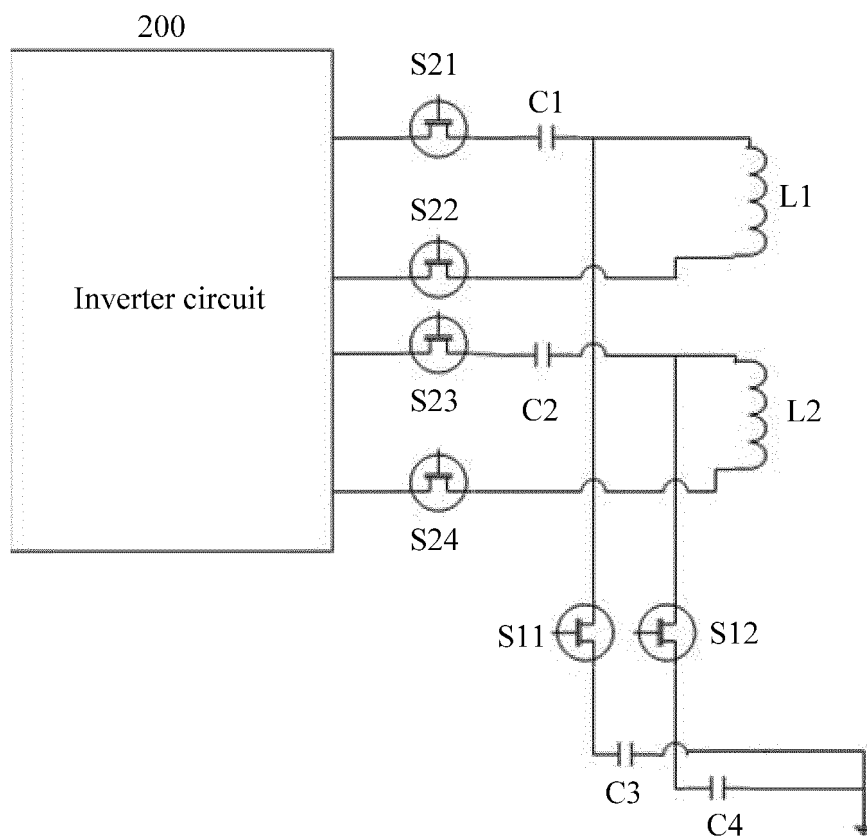 200
S21
C1
L1
S22
Inverter circuit
S23
C2
L2
S24
S11
S12
C3
C4